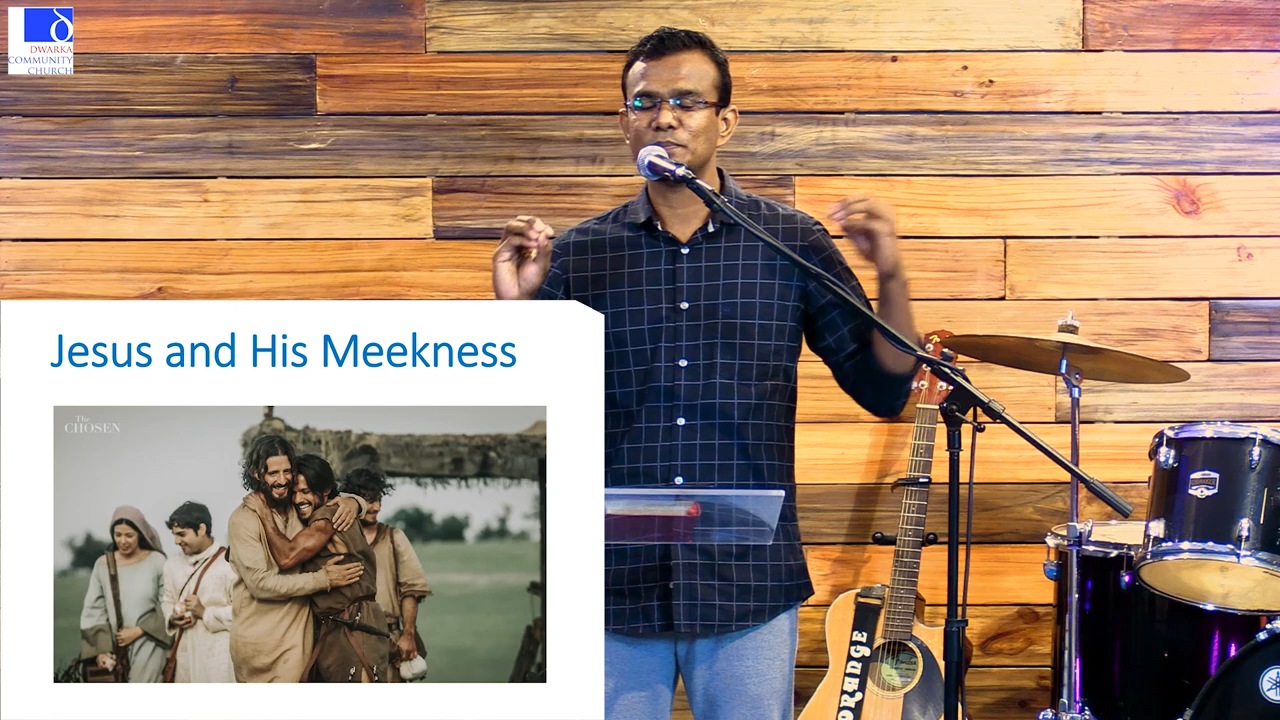 DWARKA
COMMUNITY
CHURCH
Jesus and His Meekness
The
CHOSEN
ORANGE